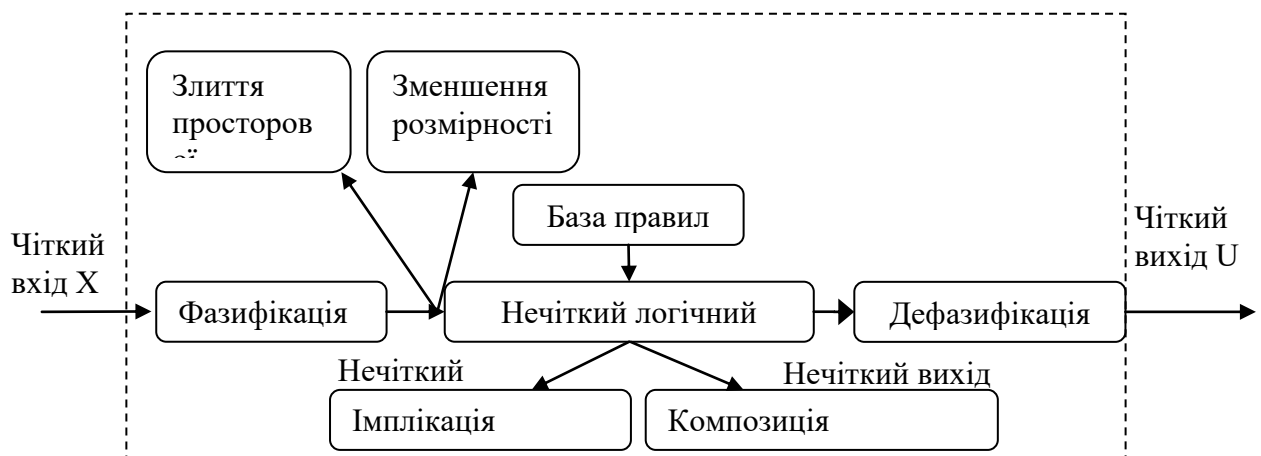 Злиття
просторов
Зменшення
розмірності
База правил
Чіткий
вхід X
Чіткий
вихід U
Фазифікація
Нечіткий логічний
Дефазифікація
Нечіткий
Нечіткий вихід
Імплікація
Композиція